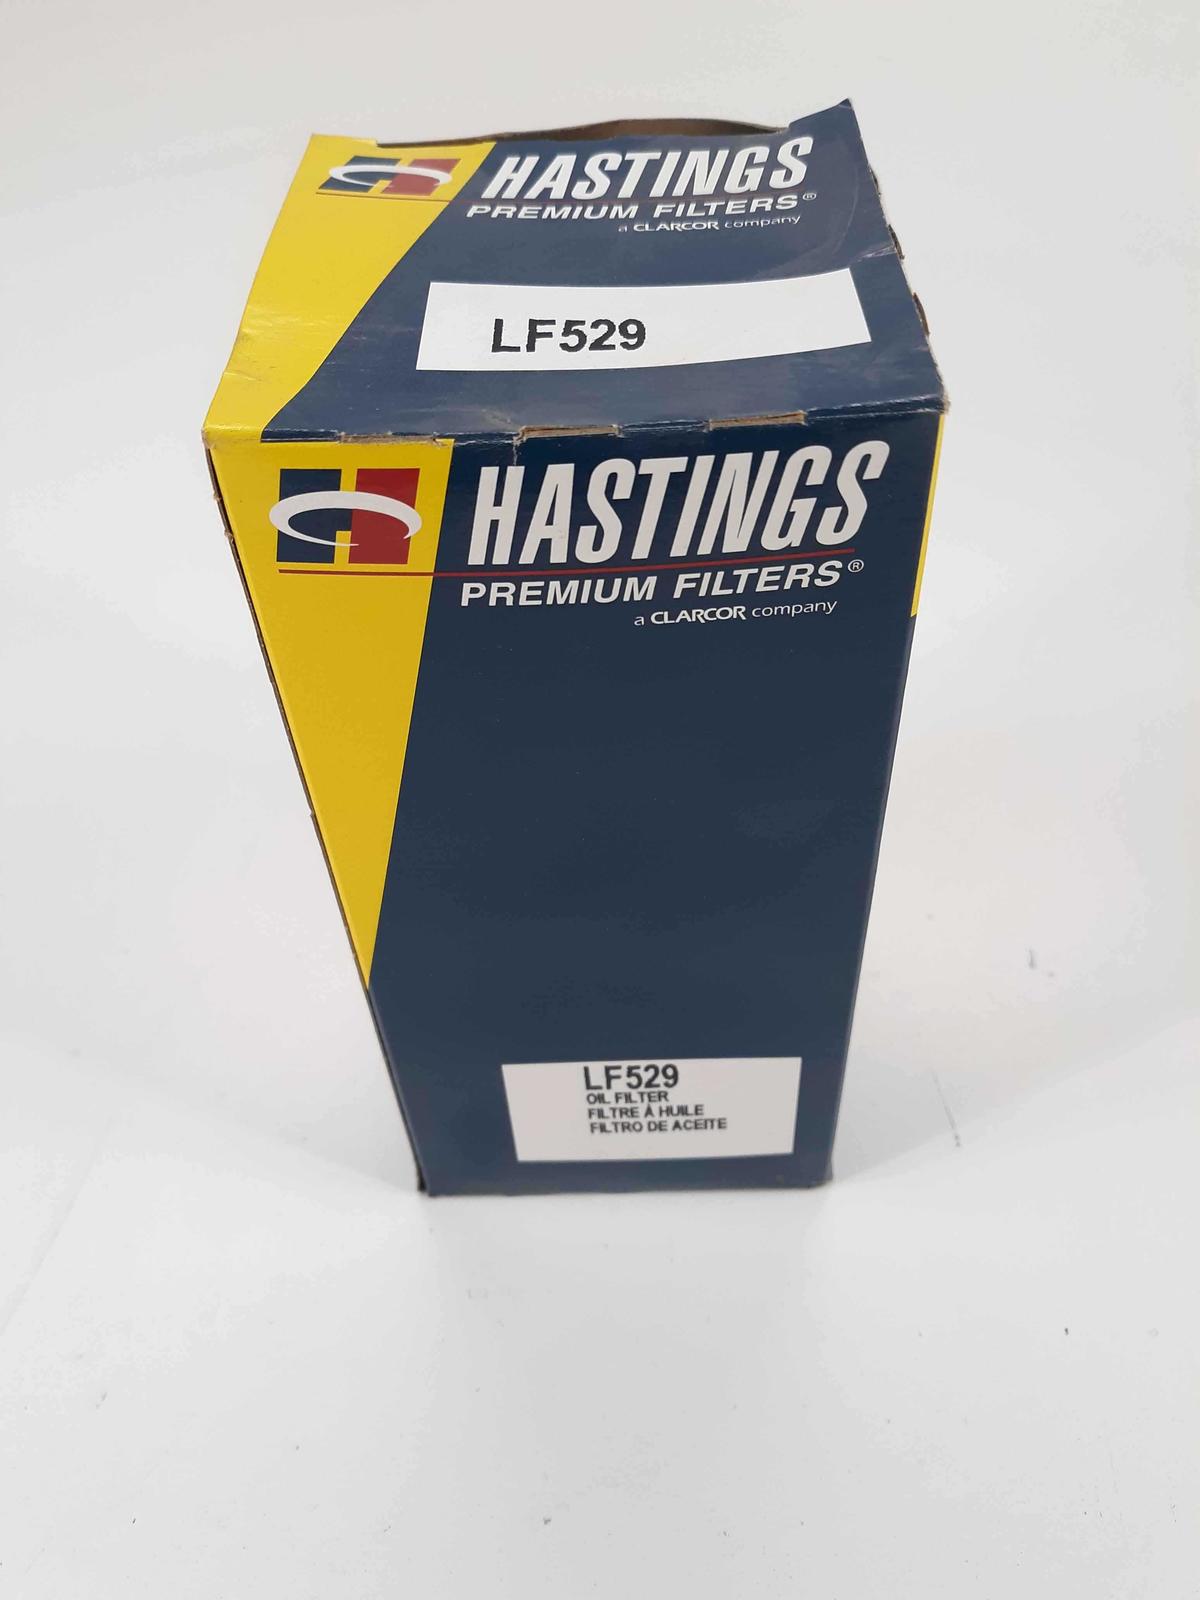 HASTINGS
PREMIUM FILTERS®
a CLARCOR company
LF529
HASTINGS
PREMIUM FILTERS®
a CLARCOR company
LF529
OIL FILTER
FILTRE À HUILE
FILTRO DE ACEITE